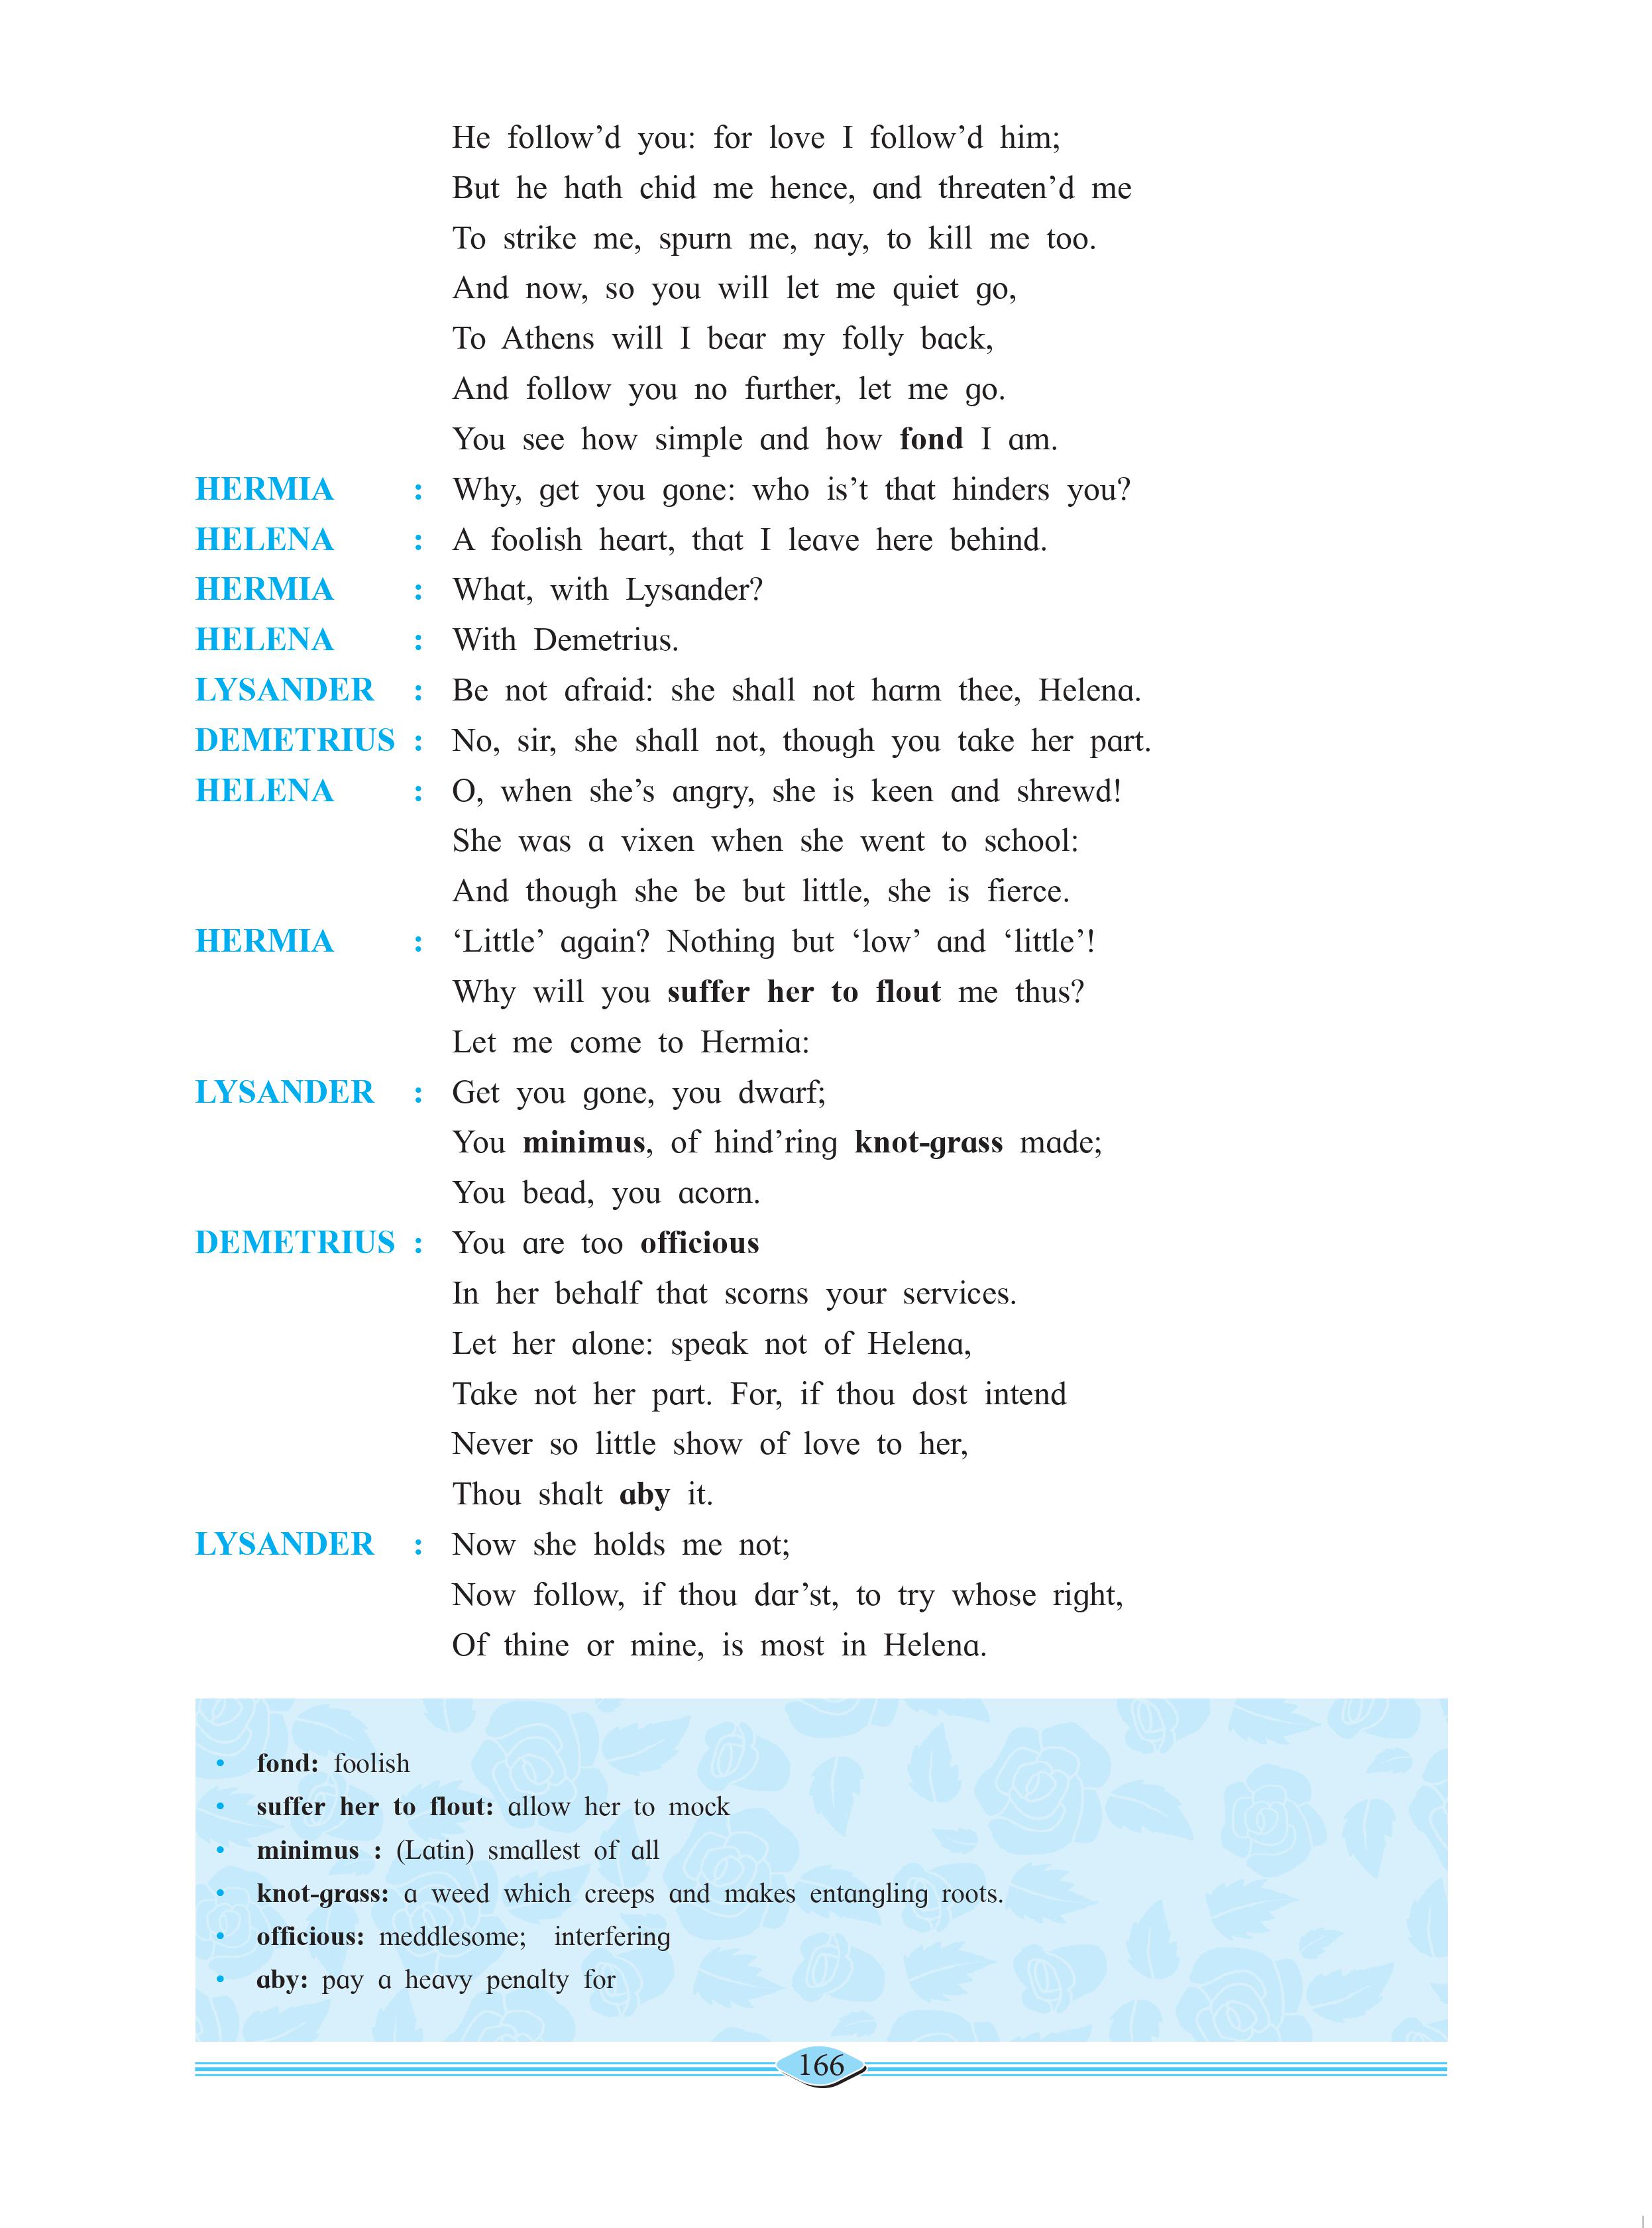 He follow’d you: for love I follow’d him;
But he hath chid me hence, and threaten’d me
To strike me, spurn me, nay, to kill me too.
And now, so you will let me quiet go,
To Athens will I bear my folly back,
And follow you no further, let me go.
You see how simple and how fond I am.
HERMIA : Why, get you gone: who is’t that hinders you?
HELENA : A foolish heart, that I leave here behind.
HERMIA : What, with Lysander?
HELENA : With Demetrius.
LYSANDER : Be not afraid: she shall not harm thee, Helena.
DEMETRIUS : No, sir, she shall not, though you take her part.
HELENA : O, when she’s angry, she is keen and shrewd!
She was a vixen when she went to school:
And though she be but little, she is fierce.
HERMIA : ‘Little’ again? Nothing but ‘low’ and ‘little’!
Why will you suffer her to flout me thus?
Let me come to Hermia:
LYSANDER : Get you gone, you dwarf;
You minimus, of hind’ring knot-grass made;
You bead, you acorn.
DEMETRIUS : You are too officious
In her behalf that scorns your services.
Let her alone: speak not of Helena,
Take not her part. For, if thou dost intend
Never so little show of love to her,
Thou shalt aby it.
LYSANDER : Now she holds me not;
Now follow, if thou dar’st, to try whose right,
Of thine or mine, is most in Helena.
• fond: foolish
• suffer her to flout: allow her to mock
• minimus : (Latin) smallest of all
• knot-grass: a weed which creeps and makes entangling roots.
• officious: meddlesome; interfering
• aby: pay a heavy penalty for
166